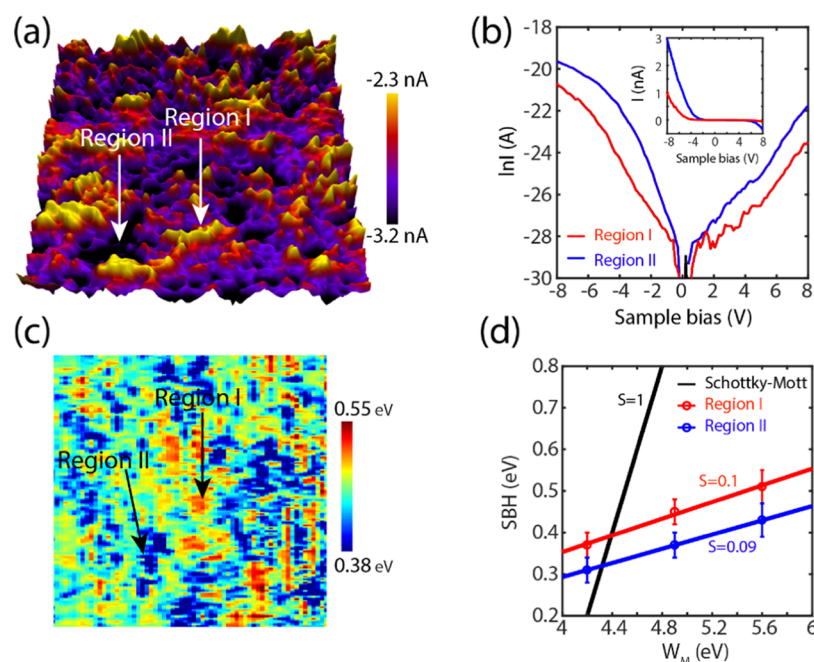 (a)
Region I
Region II
-2.3 nA
-3.2 nA
(b)
-18
-20
-22
-24
-26
-28
-30
lnI (A)
-8 -6 -4 -2 0 2 4 6 8
Sample bias (V)
Region I
Region II
3
2
1
0
I (nA)
-8 -4 0 4 8
Sample bias (V)
(c)
Region I
Region II
0.55 eV
0.38 eV
(d)
0.8
0.7
0.6
0.5
0.4
0.3
0.2
SBH (eV)
4 4.4 4.8 5.2 5.6 6
W_M (eV)
Schottky-Mott
Region I
Region II
S=1
S=0.1
S=0.09